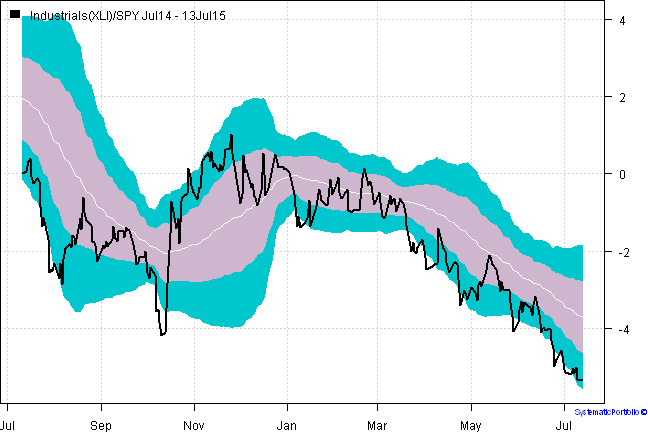 Industrials(XLI)/SPY Jul14 - 13Jul15
4
2
0
-2
-4
Jul Sep Nov Jan Mar May Jul
SystematicPortfolio ©